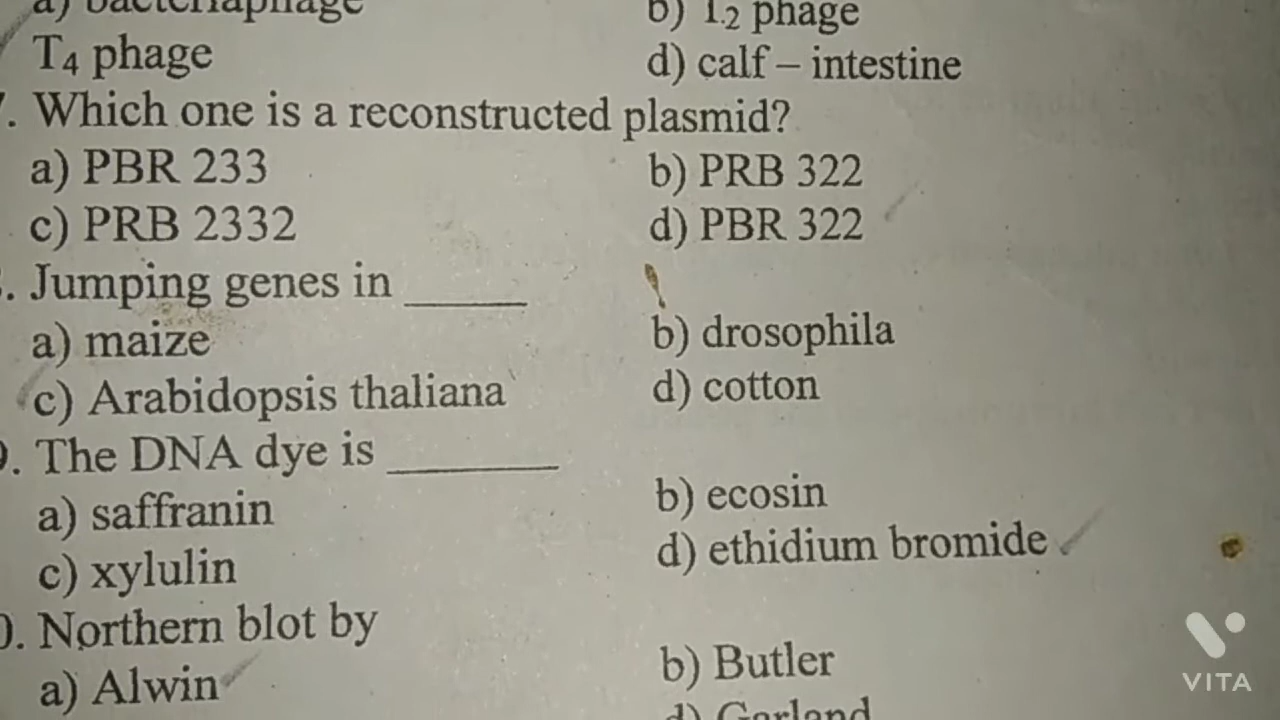 a) bacteriaphage b) T2 phage
T4 phage d) calf – intestine
. Which one is a reconstructed plasmid?
a) PBR 233 b) PRB 322
c) PRB 2332 d) PBR 322
. Jumping genes in ______
a) maize b) drosophila
c) Arabidopsis thaliana d) cotton
. The DNA dye is ________
a) saffranin b) ecosin
c) xylulin d) ethidium bromide
. Northern blot by
a) Alwin b) Butler
d) Garland
VITA